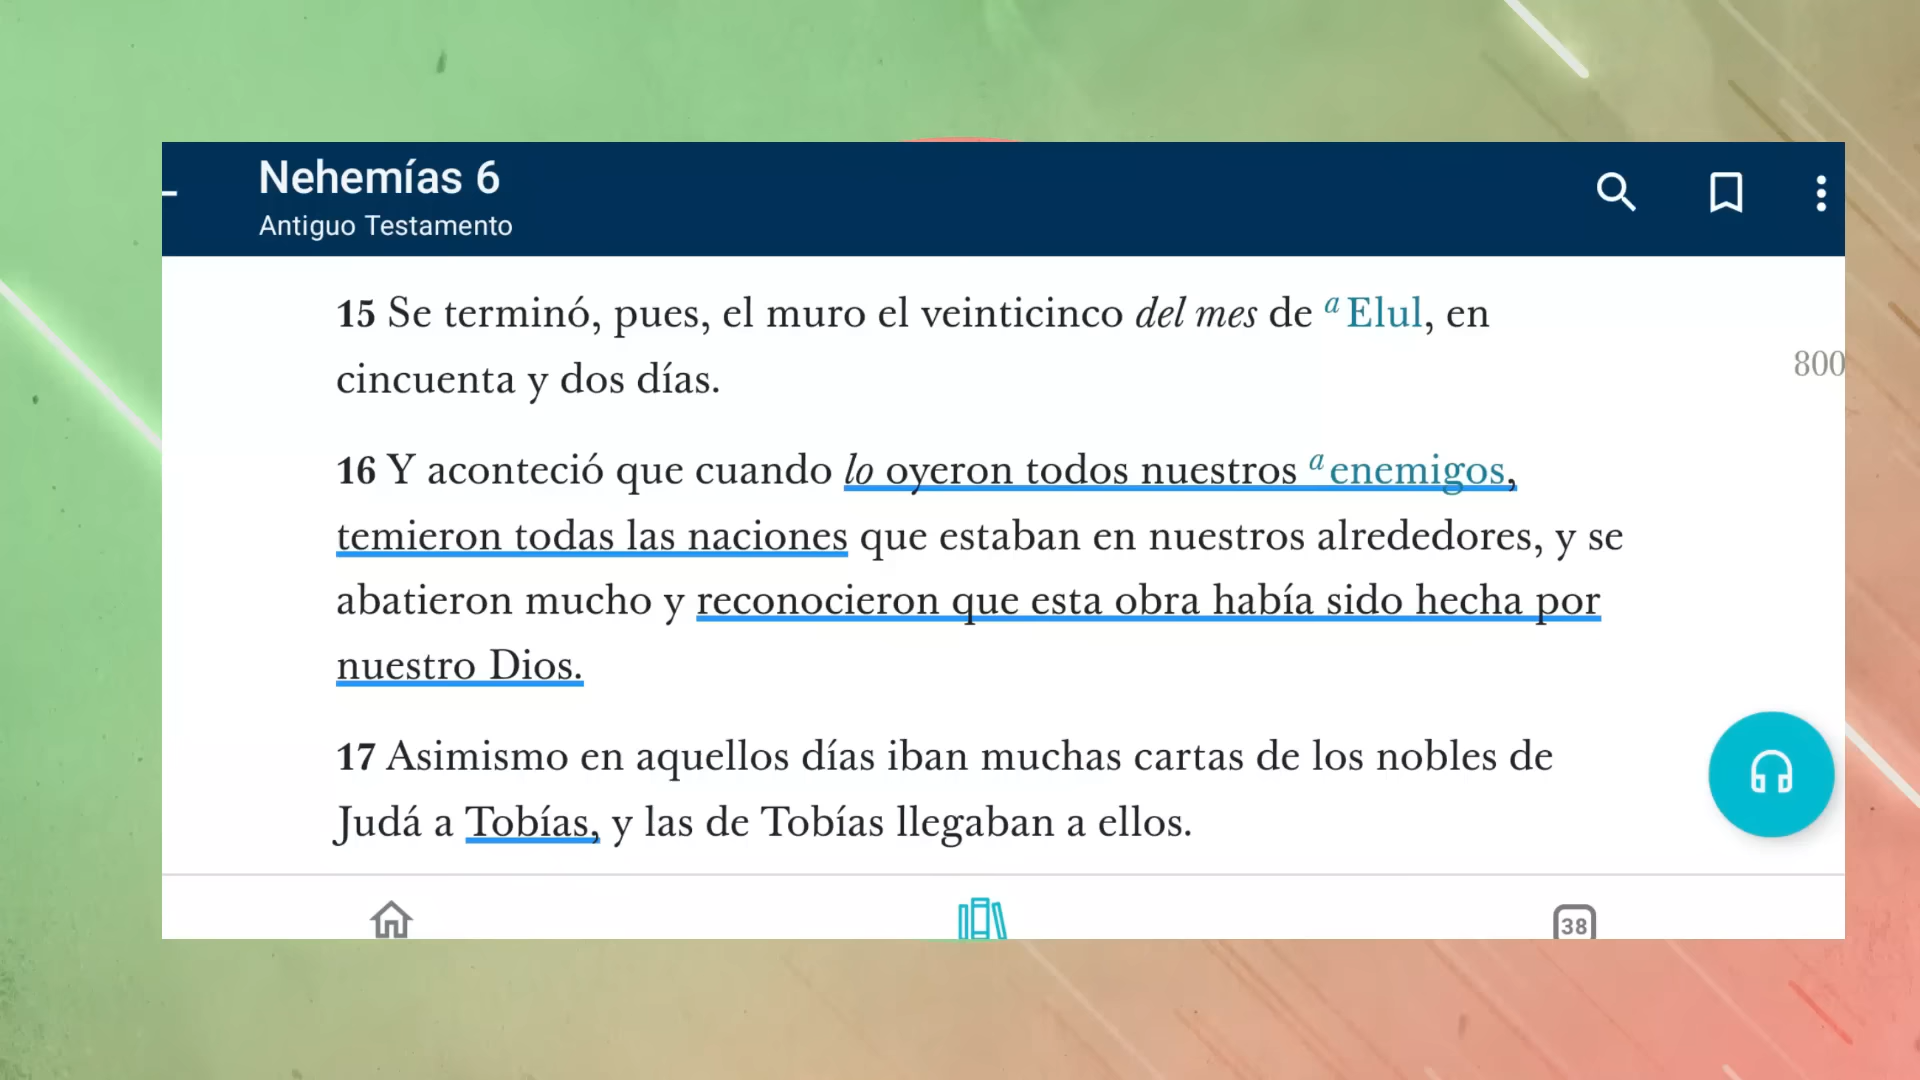 Nehemías 6
Antiguo Testamento
15 Se terminó, pues, el muro el veinticinco del mes de a Elul, en
cincuenta y dos días.
800
16 Y aconteció que cuando lo oyeron todos nuestros a enemigos,
temieron todas las naciones que estaban en nuestros alrededores, y se
abatieron mucho y reconocieron que esta obra había sido hecha por
nuestro Dios.
17 Asimismo en aquellos días iban muchas cartas de los nobles de
Judá a Tobías, y las de Tobías llegaban a ellos.
38